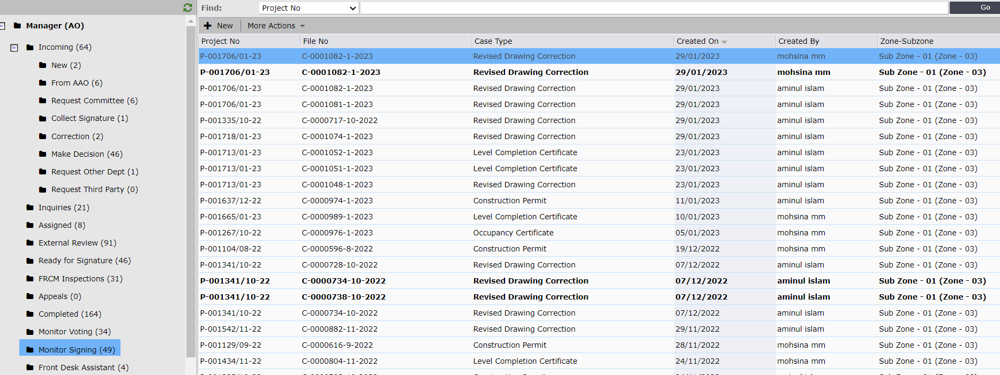 Find: Project No Go
Manager (AO)
Incoming (64)
New (2)
From AAO (6)
Request Committee (6)
Collect Signature (1)
Correction (2)
Make Decision (46)
Request Other Dept (1)
Request Third Party (0)
Inquiries (21)
Assigned (8)
External Review (91)
Ready for Signature (46)
FRCM Inspections (31)
Appeals (0)
Completed (164)
Monitor Voting (34)
Monitor Signing (49)
Front Desk Assistant (4)
New More Actions
Project No File No Case Type Created On Created By Zone-Subzone
P-001706/01-23 C-0001082-1-2023 Revised Drawing Correction 29/01/2023 mohsina mm Sub Zone - 01 (Zone - 03)
P-001706/01-23 C-0001082-1-2023 Revised Drawing Correction 29/01/2023 mohsina mm Sub Zone - 01 (Zone - 03)
P-001706/01-23 C-0001082-1-2023 Revised Drawing Correction 29/01/2023 aminul islam Sub Zone - 01 (Zone - 03)
P-001706/01-23 C-0001081-1-2023 Revised Drawing Correction 29/01/2023 aminul islam Sub Zone - 01 (Zone - 03)
P-001335/10-22 C-0000717-10-2022 Revised Drawing Correction 29/01/2023 aminul islam Sub Zone - 01 (Zone - 03)
P-001718/01-23 C-0001074-1-2023 Revised Drawing Correction 29/01/2023 aminul islam Sub Zone - 01 (Zone - 03)
P-001713/01-23 C-0001052-1-2023 Level Completion Certificate 23/01/2023 aminul islam Sub Zone - 01 (Zone - 03)
P-001713/01-23 C-0001051-1-2023 Level Completion Certificate 23/01/2023 aminul islam Sub Zone - 01 (Zone - 03)
P-001713/01-23 C-0001048-1-2023 Revised Drawing Correction 23/01/2023 aminul islam Sub Zone - 01 (Zone - 03)
P-001637/12-22 C-0000974-1-2023 Construction Permit 11/01/2023 aminul islam Sub Zone - 01 (Zone - 03)
P-001665/01-23 C-0000989-1-2023 Level Completion Certificate 10/01/2023 mohsina mm Sub Zone - 01 (Zone - 03)
P-001267/10-22 C-0000976-1-2023 Occupancy Certificate 05/01/2023 mohsina mm Sub Zone - 01 (Zone - 03)
P-001104/08-22 C-0000596-8-2022 Construction Permit 19/12/2022 mohsina mm Sub Zone - 01 (Zone - 03)
P-001341/10-22 C-0000728-10-2022 Revised Drawing Correction 07/12/2022 aminul islam Sub Zone - 01 (Zone - 03)
P-001341/10-22 C-0000734-10-2022 Revised Drawing Correction 07/12/2022 aminul islam Sub Zone - 01 (Zone - 03)
P-001341/10-22 C-0000738-10-2022 Revised Drawing Correction 07/12/2022 aminul islam Sub Zone - 01 (Zone - 03)
P-001341/10-22 C-0000734-10-2022 Revised Drawing Correction 07/12/2022 aminul islam Sub Zone - 01 (Zone - 03)
P-001542/11-22 C-0000882-11-2022 Revised Drawing Correction 29/11/2022 aminul islam Sub Zone - 01 (Zone - 03)
P-001129/09-22 C-0000616-9-2022 Construction Permit 28/11/2022 mohsina mm Sub Zone - 01 (Zone - 03)
P-001434/11-22 C-0000804-11-2022 Level Completion Certificate 24/11/2022 mohsina mm Sub Zone - 01 (Zone - 03)